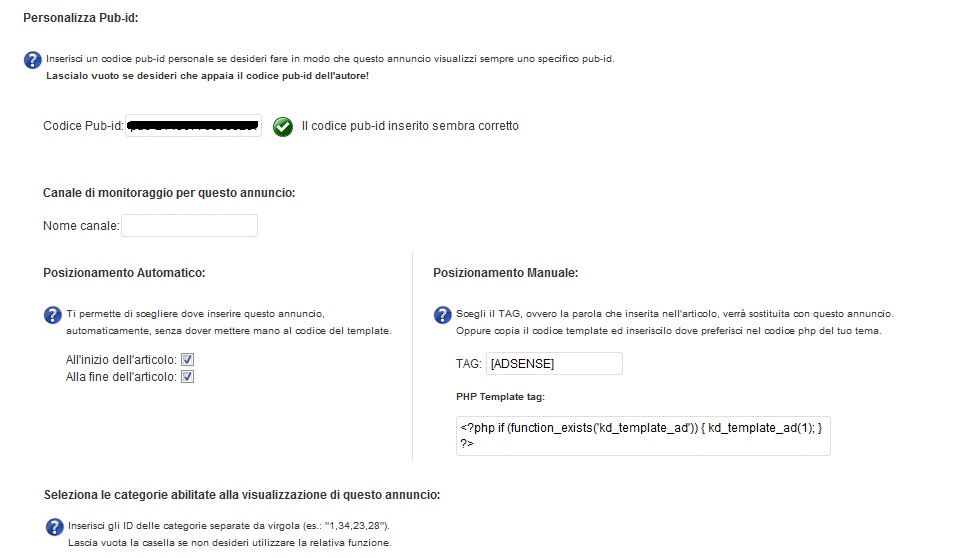 Personalizza Pub-id:
Inserisci un codice pub-id personale se desideri fare in modo che questo annuncio visualizzi sempre uno specifico pub-id.
Lascialo vuoto se desideri che appaia il codice pub-id dell'autore!
Codice Pub-id:
Il codice pub-id inserito sembra corretto
Canale di monitoraggio per questo annuncio:
Nome canale:
Posizionamento Automatico:
Ti permette di scegliere dove inserire questo annuncio,
automaticamente, senza dover mettere mano al codice del template.
All'inizio dell'articolo:
Alla fine dell'articolo:
Posizionamento Manuale:
Scegli il TAG, ovvero la parola che inserita nell'articolo, verrà sostituita con questo annuncio.
Oppure copia il codice template ed inseriscilo dove preferisci nel codice php del tuo tema.
TAG: [ADSENSE]
PHP Template tag:
<?php if (function_exists('kd_template_ad')) { kd_template_ad(1); }
?>
Seleziona le categorie abilitate alla visualizzazione di questo annuncio:
Inserisci gli ID delle categorie separate da virgola (es.: "1,34,23,28").
Lascia vuota la casella se non desideri utilizzare la relativa funzione.